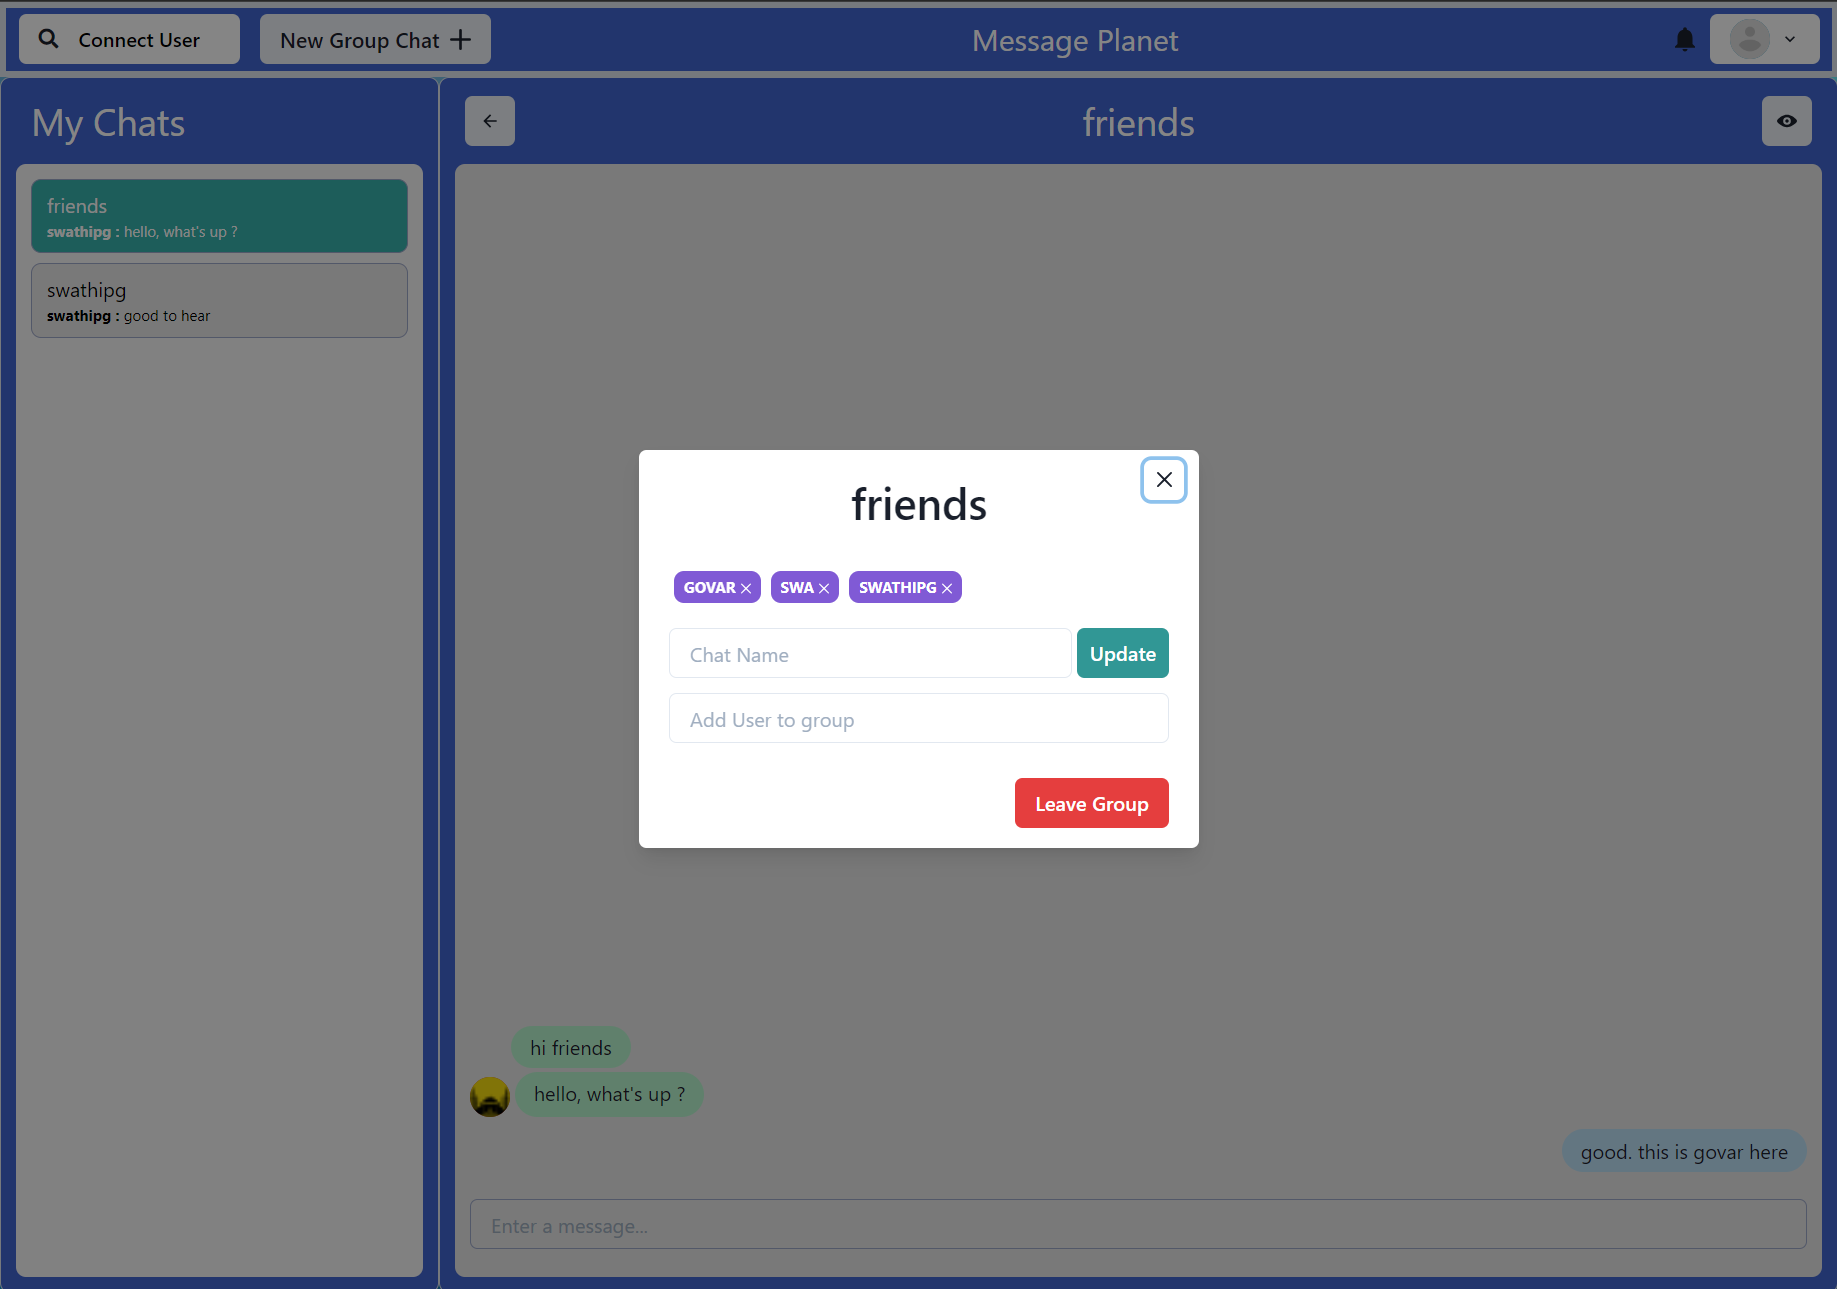 Connect User
New Group Chat
Message Planet
My Chats
friends
swathipg : hello, what's up ?
swathipg
swathipg : good to hear
friends
friends
GOVAR
SWA
SWATHIPG
Chat Name
Update
Add User to group
Leave Group
hi friends
hello, what's up ?
good. this is govar here
Enter a message...